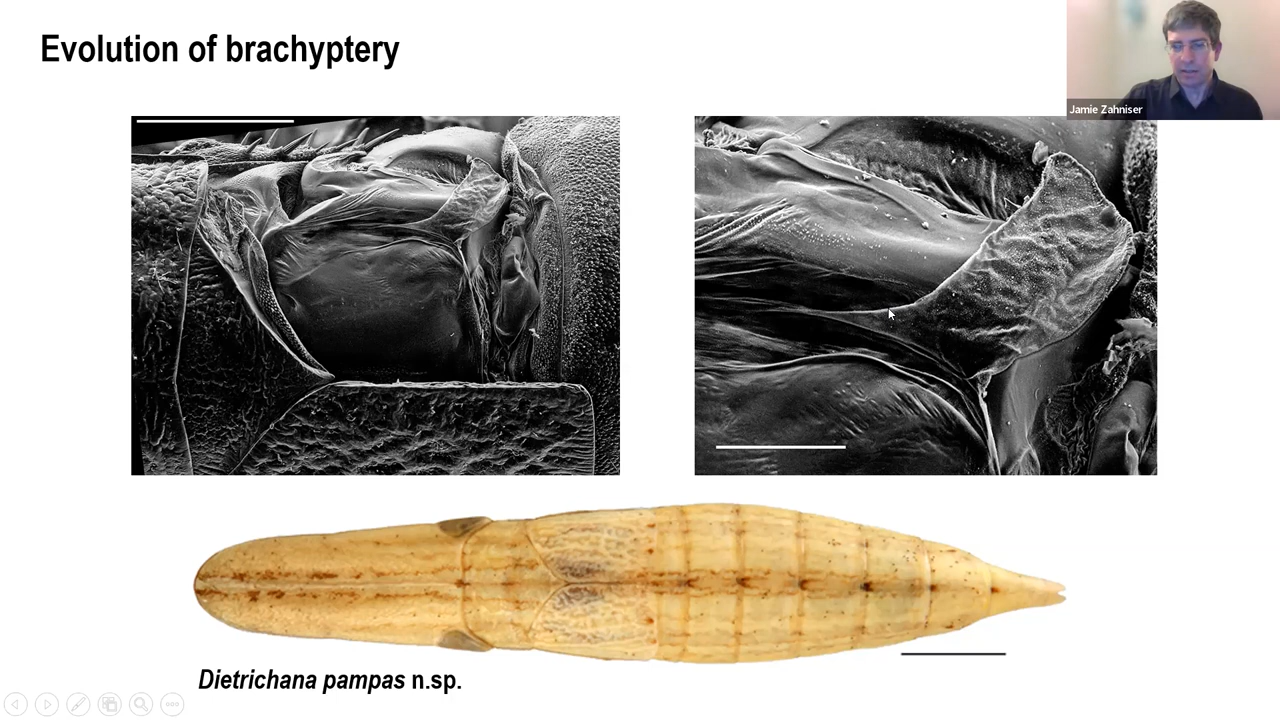 Evolution of brachyptery
Jamie Zahniser
Dietrichana pampas n.sp.